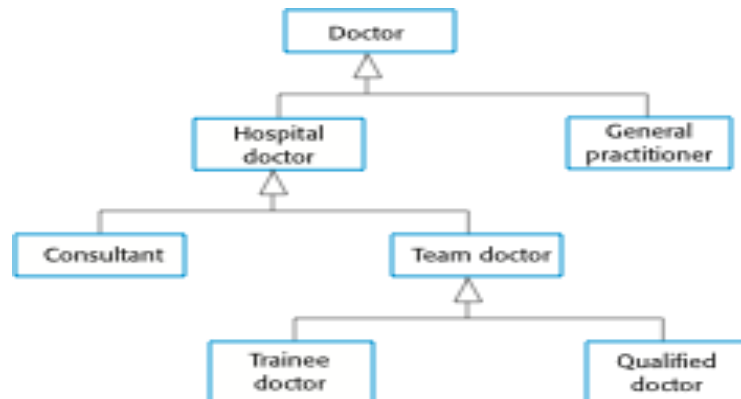 Doctor
Hospital
doctor
General
practitioner
Consultant
Team doctor
Trainee
doctor
Qualified
doctor